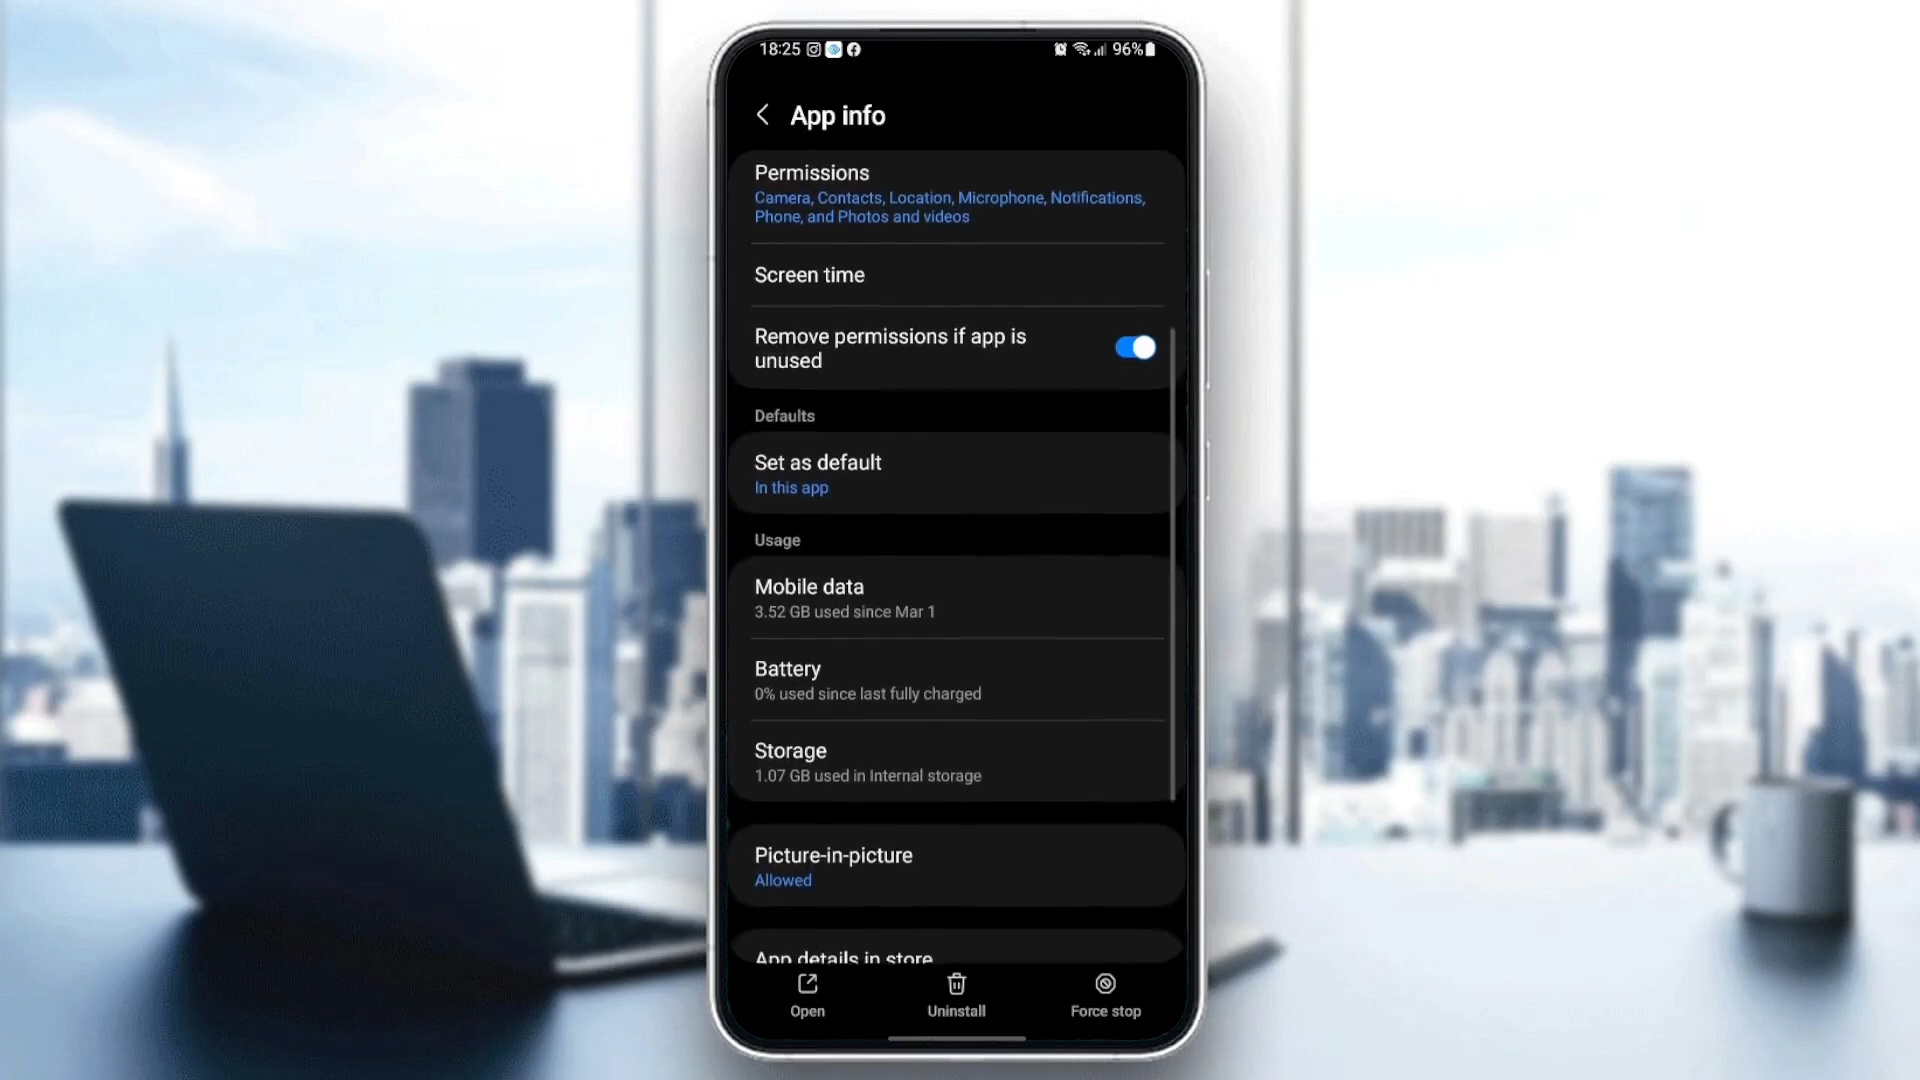 18:25 96%
App info
Permissions
Camera, Contacts, Location, Microphone, Notifications,
Phone, and Photos and videos
Screen time
Remove permissions if app is
unused
Defaults
Set as default
In this app
Usage
Mobile data
3.52 GB used since Mar 1
Battery
0% used since last fully charged
Storage
1.07 GB used in Internal storage
Picture-in-picture
Allowed
App details in store
Open Uninstall Force stop